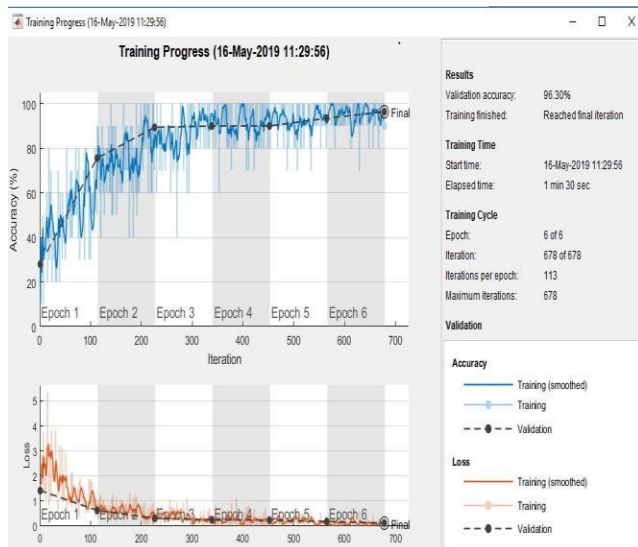 Training Progress (16-May-2019 11:29:56)
Training Progress (16-May-2019 11:29:56)
Accuracy (%)
100
80
60
40
20
0
Final
Epoch 1 Epoch 2 Epoch 3 Epoch 4 Epoch 5 Epoch 6
0 100 200 300 400 500 600 700
Iteration
Loss
5
4
3
2
1
0
Epoch 1 Epoch 2 Epoch 3 Epoch 4 Epoch 5 Epoch 6
Final
0 100 200 300 400 500 600 700
Results
Validation accuracy: 96.30%
Training finished: Reached final iteration
Training Time
Start time: 16-May-2019 11:29:56
Elapsed time: 1 min 30 sec
Training Cycle
Epoch: 6 of 6
Iteration: 678 of 678
Iterations per epoch: 113
Maximum iterations: 678
Validation
Accuracy
Training (smoothed)
Training
Validation
Loss
Training (smoothed)
Training
Validation